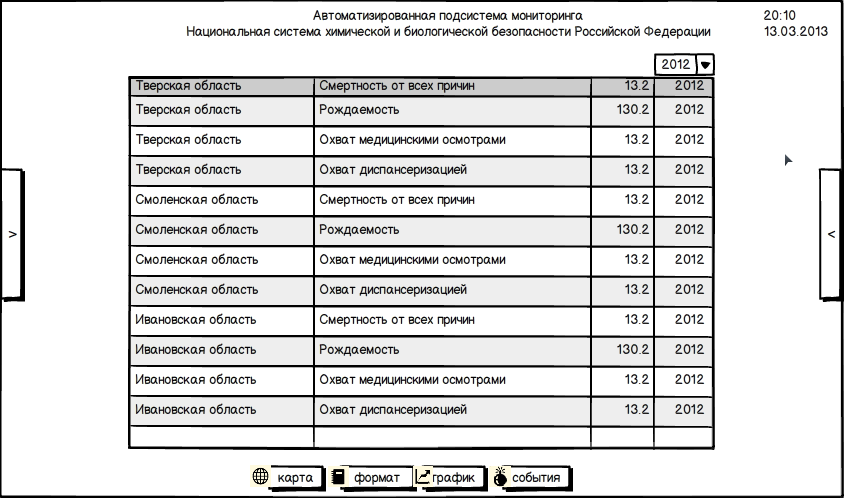 Автоматизированная подсистема мониторинга 20:10
Национальная система химической и биологической безопасности Российской Федерации 13.03.2013
2012
Тверская область Смертность от всех причин 13.2 2012
Тверская область Рождаемость 130.2 2012
Тверская область Охват медицинскими осмотрами 13.2 2012
Тверская область Охват диспансеризацией 13.2 2012
Смоленская область Смертность от всех причин 13.2 2012
Смоленская область Рождаемость 130.2 2012
Смоленская область Охват медицинскими осмотрами 13.2 2012
Смоленская область Охват диспансеризацией 13.2 2012
Ивановская область Смертность от всех причин 13.2 2012
Ивановская область Рождаемость 130.2 2012
Ивановская область Охват медицинскими осмотрами 13.2 2012
Ивановская область Охват диспансеризацией 13.2 2012
> <
карта формат график события